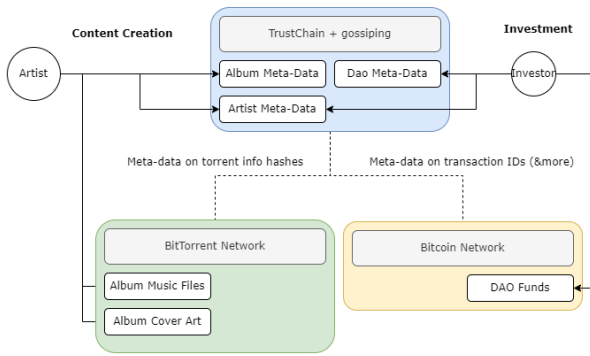 Content Creation
TrustChain + gossiping
Investment
Artist
Album Meta-Data
Dao Meta-Data
Investor
Artist Meta-Data
Meta-data on torrent info hashes
Meta-data on transaction IDs (&more)
BitTorrent Network
Bitcoin Network
Album Music Files
DAO Funds
Album Cover Art